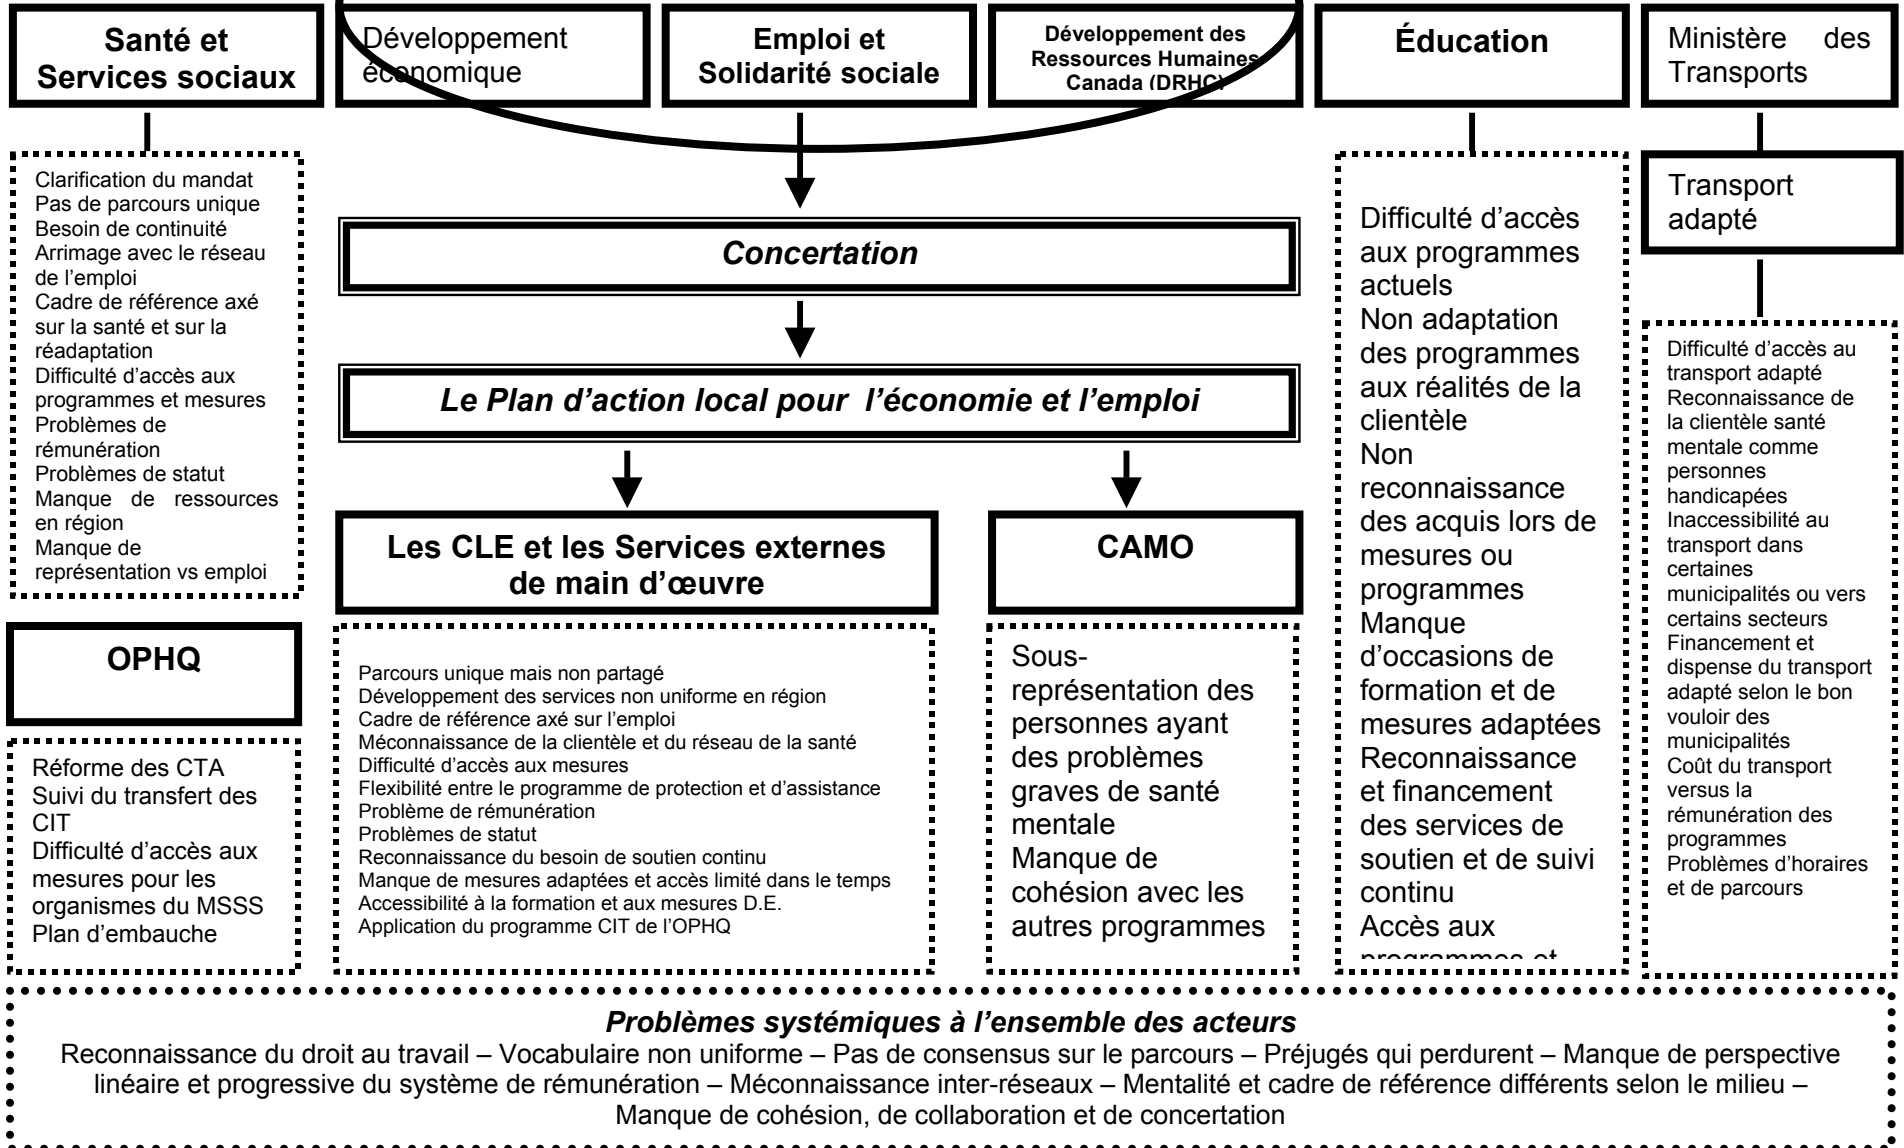 Santé et
Services sociaux
Développement
économique
Emploi et
Solidarité sociale
Développement des
Ressources Humaines
Canada (DRHC)
Éducation
Ministère des
Transports
Clarification du mandat
Pas de parcours unique
Besoin de continuité
Arrimage avec le réseau
de l'emploi
Cadre de référence axé
sur la santé et sur la
réadaptation
Difficulté d'accès aux
programmes et mesures
Problèmes de
rémunération
Problèmes de statut
Manque de ressources
en région
Manque de
représentation vs emploi
OPHQ
Réforme des CTA
Suivi du transfert des
CIT
Difficulté d'accès aux
mesures pour les
organismes du MSSS
Plan d'embauche
Concertation
Le Plan d'action local pour l'économie et l'emploi
Les CLE et les Services externes
de main d'œuvre
Parcours unique mais non partagé
Développement des services non uniforme en région
Cadre de référence axé sur l'emploi
Méconnaissance de la clientèle et du réseau de la santé
Difficulté d'accès aux mesures
Flexibilité entre le programme de protection et d'assistance
Problème de rémunération
Problèmes de statut
Reconnaissance du besoin de soutien continu
Manque de mesures adaptées et accès limité dans le temps
Accessibilité à la formation et aux mesures D.E.
Application du programme CIT de l'OPHQ
CAMO
Sous-
représentation des
personnes ayant
des problèmes
graves de santé
mentale
Manque de
cohésion avec les
autres programmes
Difficulté d'accès
aux programmes
actuels
Non adaptation
des programmes
aux réalités de la
clientèle
Non
reconnaissance
des acquis lors de
mesures ou
programmes
Manque
d'occasions de
formation et de
mesures adaptées
Reconnaissance
et financement
des services de
soutien et de suivi
continu
Accès aux
programmes et
Transport
adapté
Difficulté d'accès au
transport adapté
Reconnaissance de
la clientèle santé
mentale comme
personnes
handicapées
Inaccessibilité au
transport dans
certaines
municipalités ou vers
certains secteurs
Financement et
dispense du transport
adapté selon le bon
vouloir des
municipalités
Coût du transport
versus la
rémunération des
programmes
Problèmes d'horaires
et de parcours
Problèmes systémiques à l'ensemble des acteurs
Reconnaissance du droit au travail – Vocabulaire non uniforme – Pas de consensus sur le parcours – Préjugés qui perdurent – Manque de perspective
linéaire et progressive du système de rémunération – Méconnaissance inter-réseaux – Mentalité et cadre de référence différents selon le milieu –
Manque de cohésion, de collaboration et de concertation